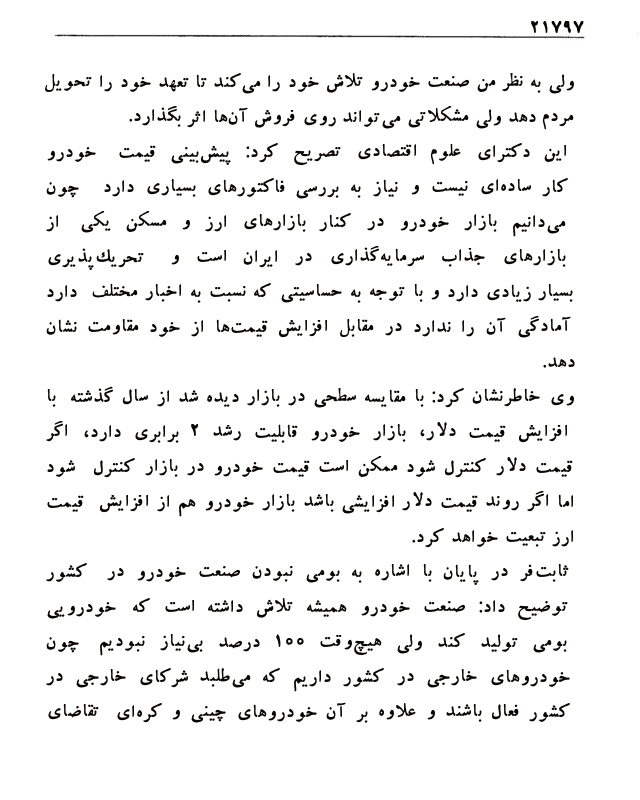 ۲۱۷۹۷
ولی به نظر من صنعت خودرو تلاش خود را می‌کند تا تعهد خود را تحویل
مردم دهد ولی مشکلاتی می‌تواند روی فروش آن‌ها اثر بگذارد.
این دکترای علوم اقتصادی تصریح کرد: پیش‌بینی قیمت خودرو
کار ساده‌ای نیست و نیاز به بررسی فاکتورهای بسیاری دارد چون
می‌دانیم بازار خودرو در کنار بازارهای ارز و مسکن یکی از
بازارهای جذاب سرمایه‌گذاری در ایران است و تحریك‌پذیری
بسیار زیادی دارد و با توجه به حساسیتی که نسبت به اخبار مختلف دارد
آمادگی آن را ندارد در مقابل افزایش قیمت‌ها از خود مقاومت نشان
دهد.
وی خاطرنشان کرد: با مقایسه سطحی در بازار دیده شد از سال گذشته با
افزایش قیمت دلار، بازار خودرو قابلیت رشد ۲ برابری دارد، اگر
قیمت دلار کنترل شود ممکن است قیمت خودرو در بازار کنترل شود
اما اگر روند قیمت دلار افزایشی باشد بازار خودرو هم از افزایش قیمت
ارز تبعیت خواهد کرد.
ثابت‌فر در پایان با اشاره به بومی نبودن صنعت خودرو در کشور
توضیح داد: صنعت خودرو همیشه تلاش داشته است که خودرویی
بومی تولید کند ولی هیچ‌وقت ۱۰۰ درصد بی‌نیاز نبودیم چون
خودروهای خارجی در کشور داریم که می‌طلبد شرکای خارجی در
کشور فعال باشند و علاوه بر آن خودروهای چینی و کره‌ای تقاضای